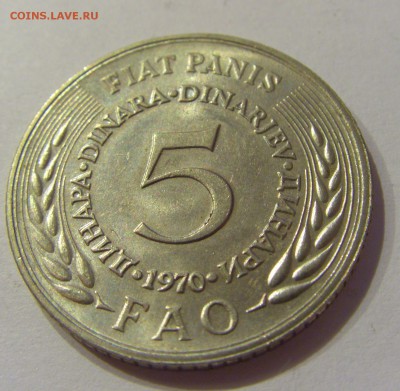 COINS.LAVE.RU
FIAT PANIS
ДИНАРА·DINARA·DINARJEV·ДИНАРИ
5
·1970·
FAO